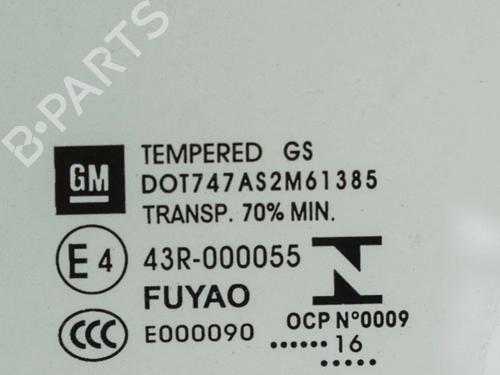 B-PARTS
GM
TEMPERED GS
DOT747AS2M61385
TRANSP. 70% MIN.
E4 43R-000055
FUYAO
CCC E000090
OCP N°0009
......16
.....